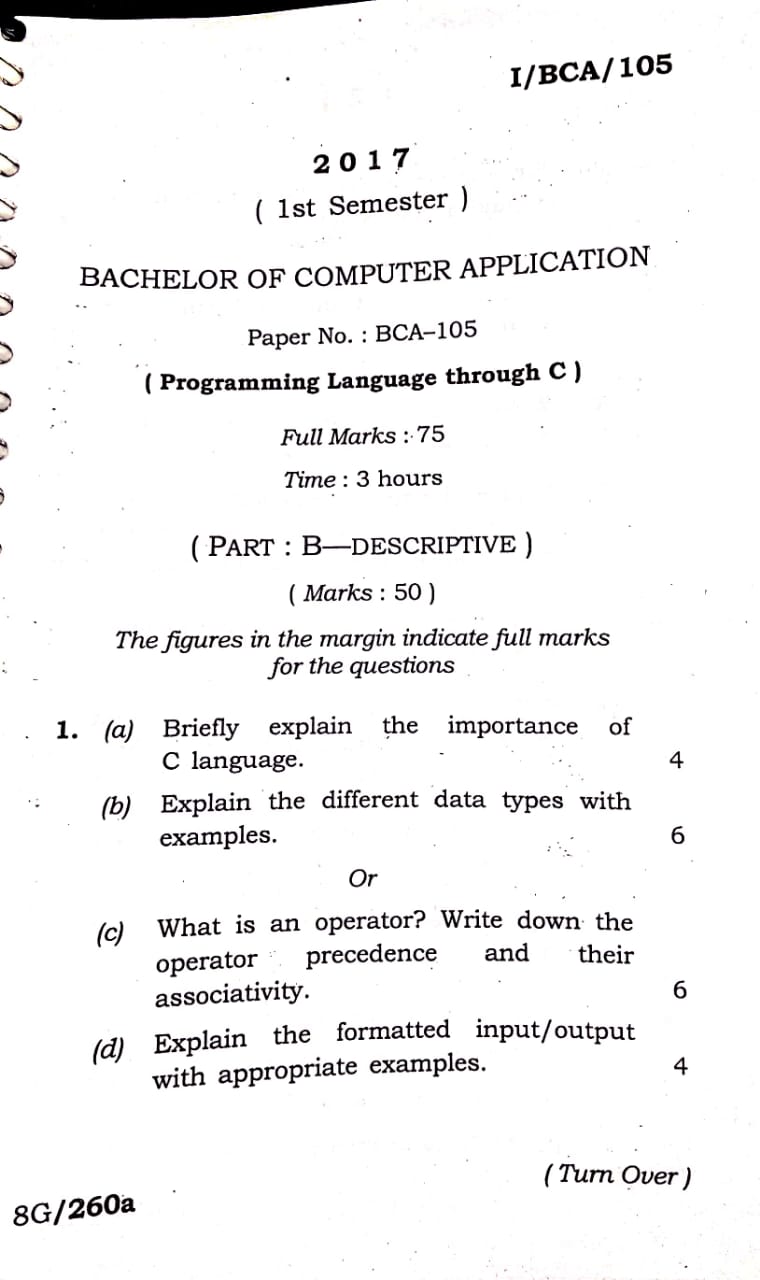 I/BCA/105
2 0 1 7
( 1st Semester )
BACHELOR OF COMPUTER APPLICATION
Paper No. : BCA–105
( Programming Language through C )
Full Marks : 75
Time : 3 hours
( PART : B—DESCRIPTIVE )
( Marks : 50 )
The figures in the margin indicate full marks
for the questions
1. (a) Briefly explain the importance of
C language. 4
(b) Explain the different data types with
examples. 6
Or
(c) What is an operator? Write down the
operator precedence and their
associativity. 6
(d) Explain the formatted input/output
with appropriate examples. 4
( Turn Over )
8G/260a